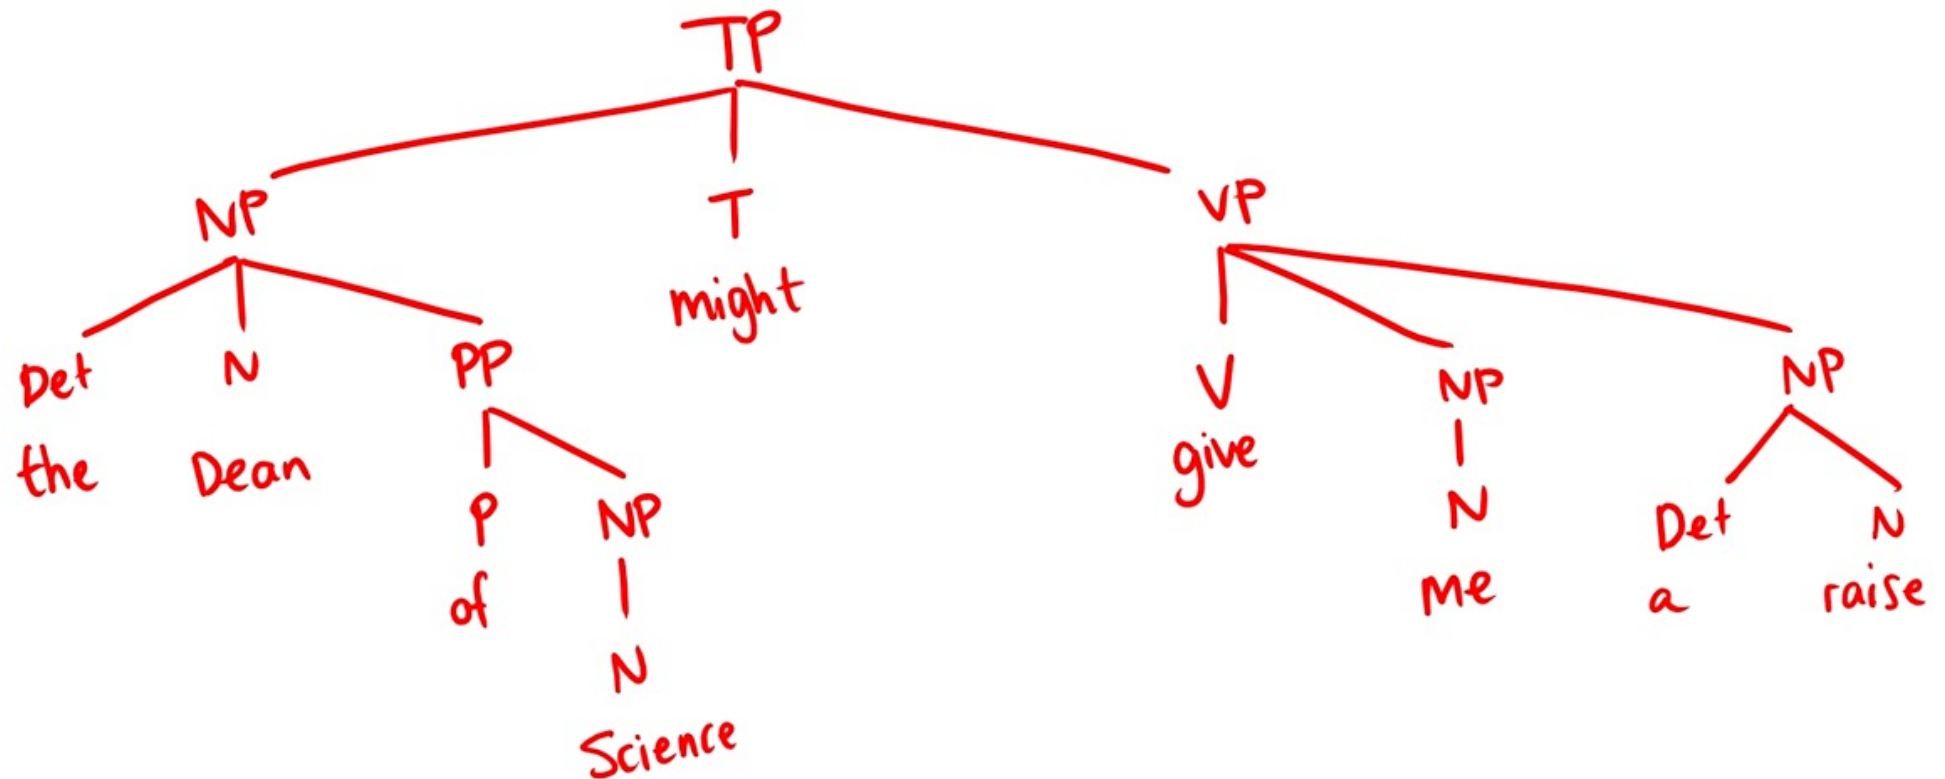 TP
NP T VP
might
Det N PP V NP NP
the Dean give
P NP N Det N
of me a raise
N
Science